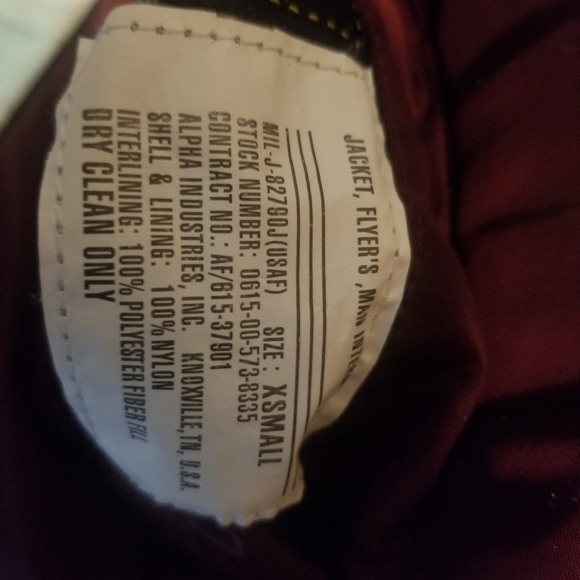 JACKET, FLYER'S, MAN
MIL-J-8279DJ(USAF) SIZE: XSMALL
STOCK NUMBER: 0615-00-573-8335
CONTRACT NO.: AF/615-37901
ALPHA INDUSTRIES, INC. KNOXVILLE, TN, U.S.A.
SHELL & LINING: 100% NYLON
INTERLINING: 100% POLYESTER FIBER FILL
DRY CLEAN ONLY